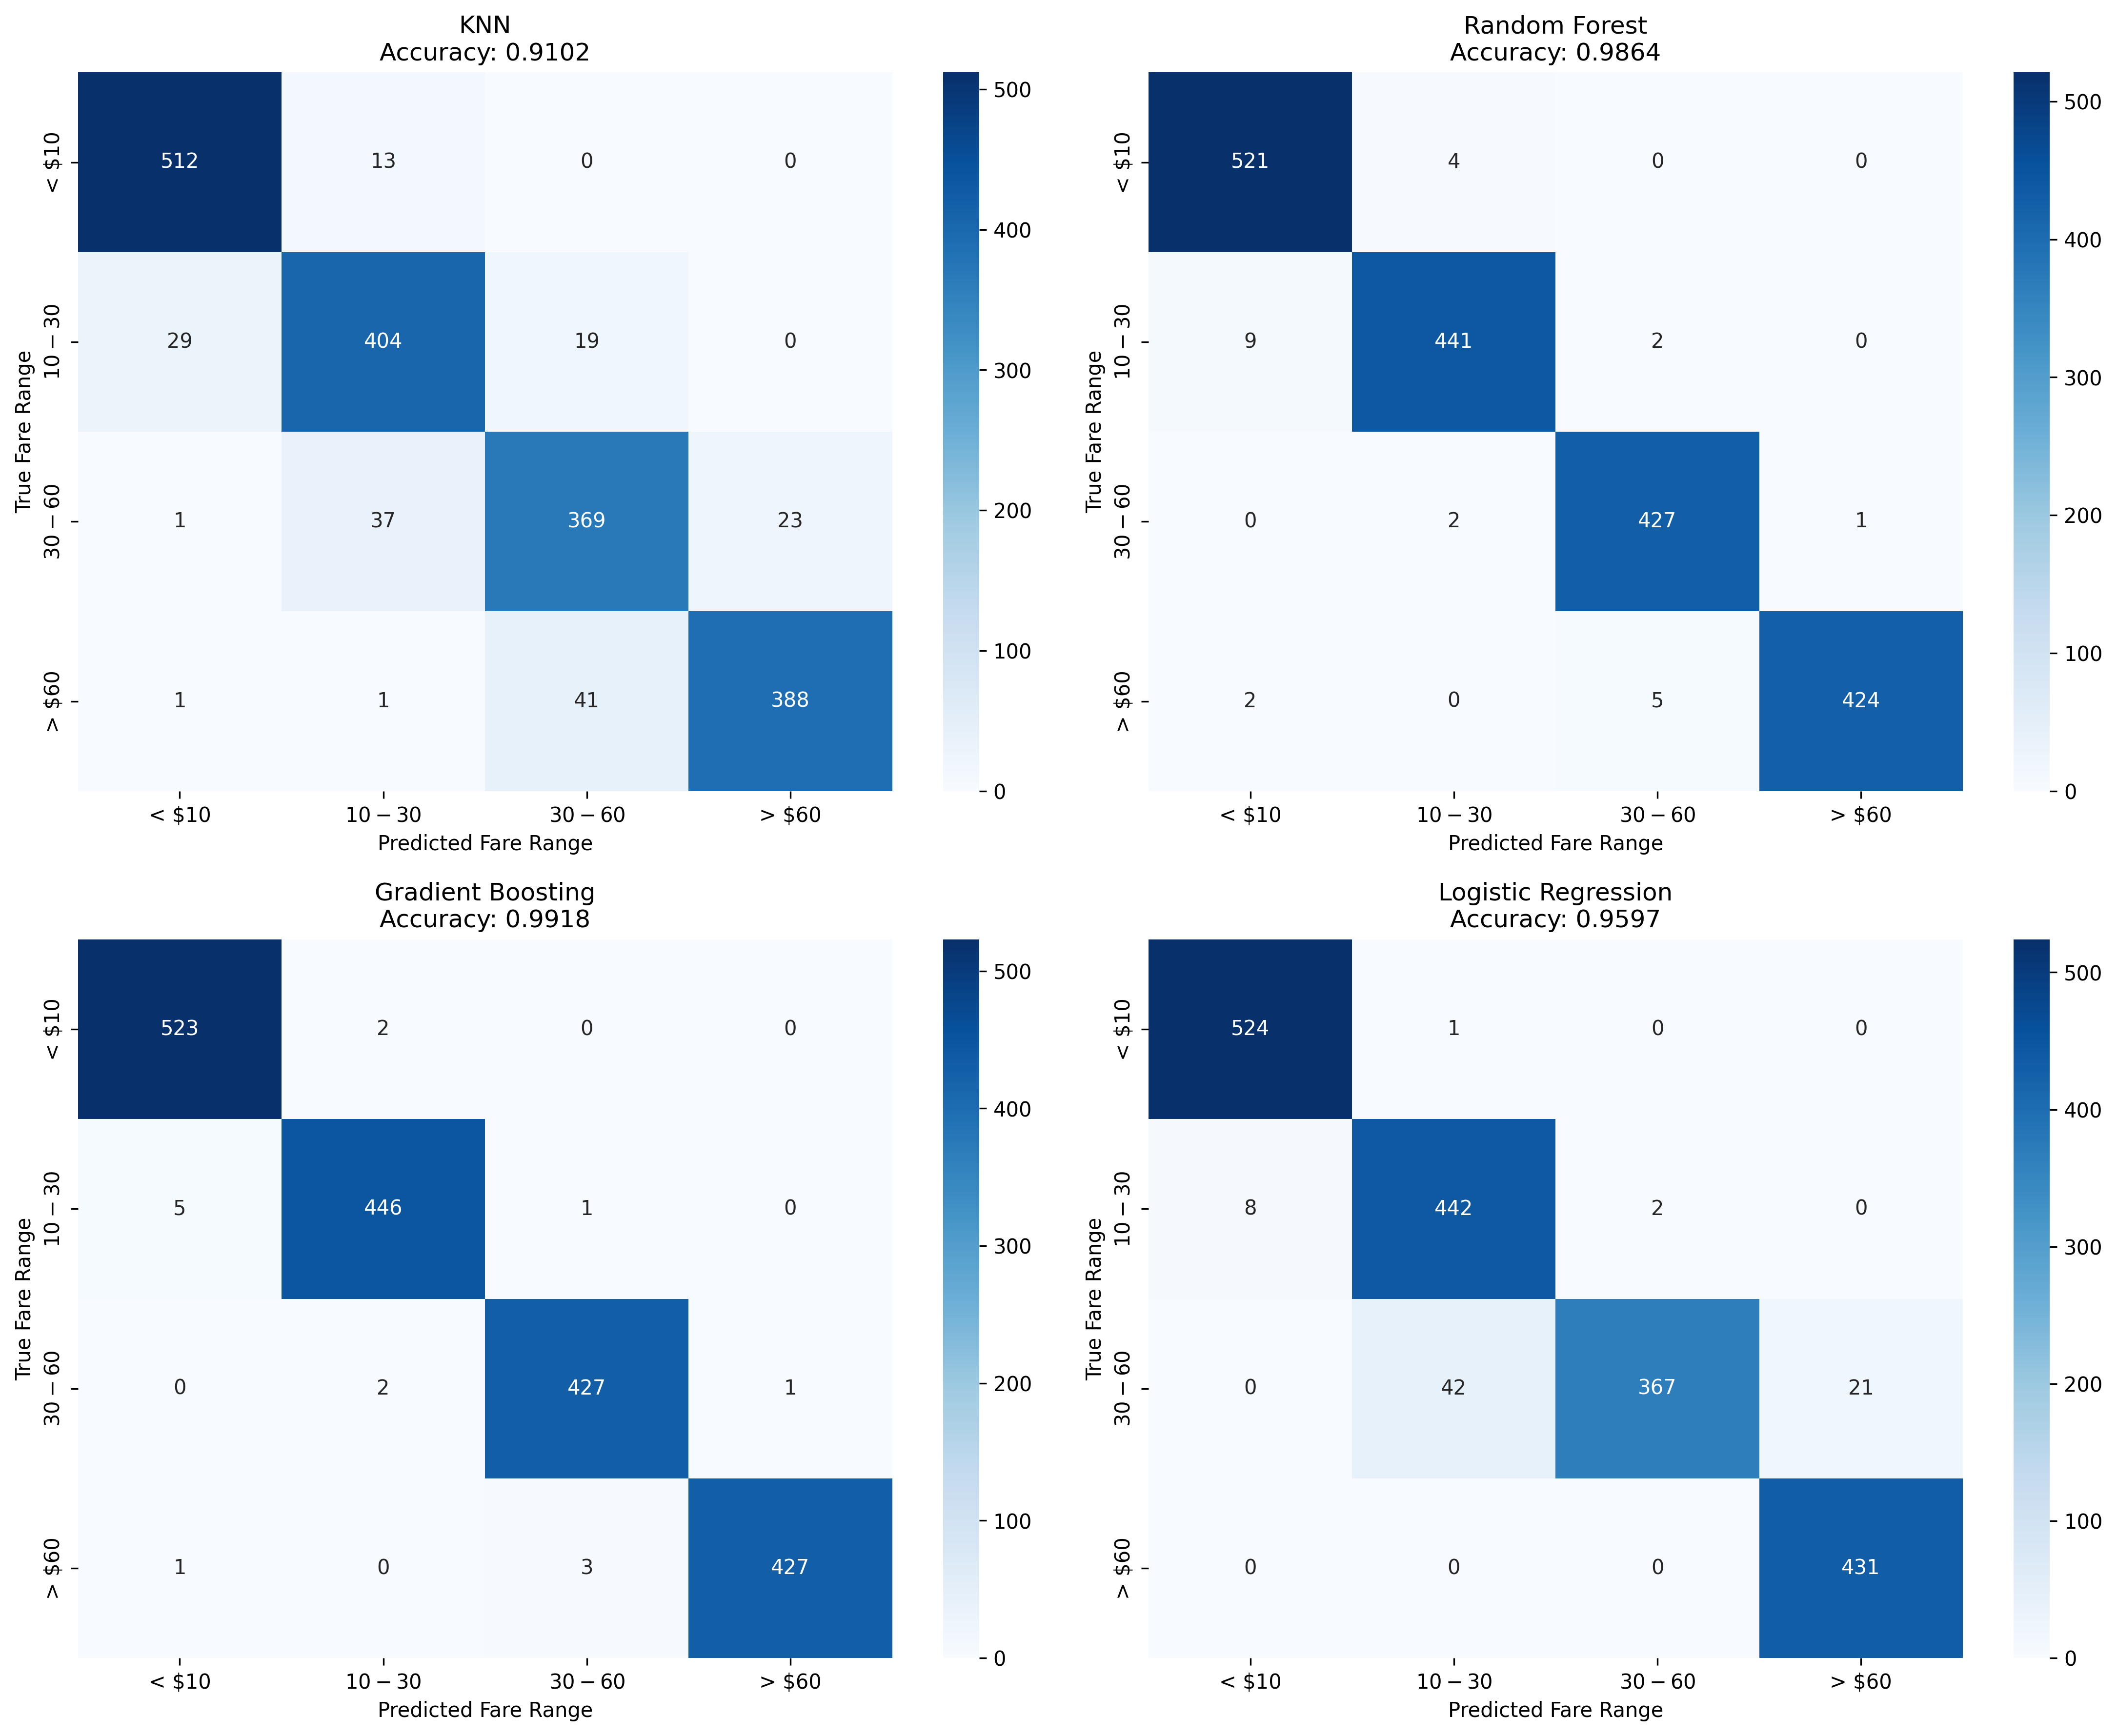 KNN
Accuracy: 0.9102
True Fare Range
< $10
10 − 30
30 − 60
> $60
512 13 0 0
29 404 19 0
1 37 369 23
1 1 41 388
< $10 10 − 30 30 − 60 > $60
Predicted Fare Range
500
400
300
200
100
0
Random Forest
Accuracy: 0.9864
True Fare Range
< $10
10 − 30
30 − 60
> $60
521 4 0 0
9 441 2 0
0 2 427 1
2 0 5 424
< $10 10 − 30 30 − 60 > $60
Predicted Fare Range
500
400
300
200
100
0
Gradient Boosting
Accuracy: 0.9918
True Fare Range
< $10
10 − 30
30 − 60
> $60
523 2 0 0
5 446 1 0
0 2 427 1
1 0 3 427
< $10 10 − 30 30 − 60 > $60
Predicted Fare Range
500
400
300
200
100
0
Logistic Regression
Accuracy: 0.9597
True Fare Range
< $10
10 − 30
30 − 60
> $60
524 1 0 0
8 442 2 0
0 42 367 21
0 0 0 431
< $10 10 − 30 30 − 60 > $60
Predicted Fare Range
500
400
300
200
100
0